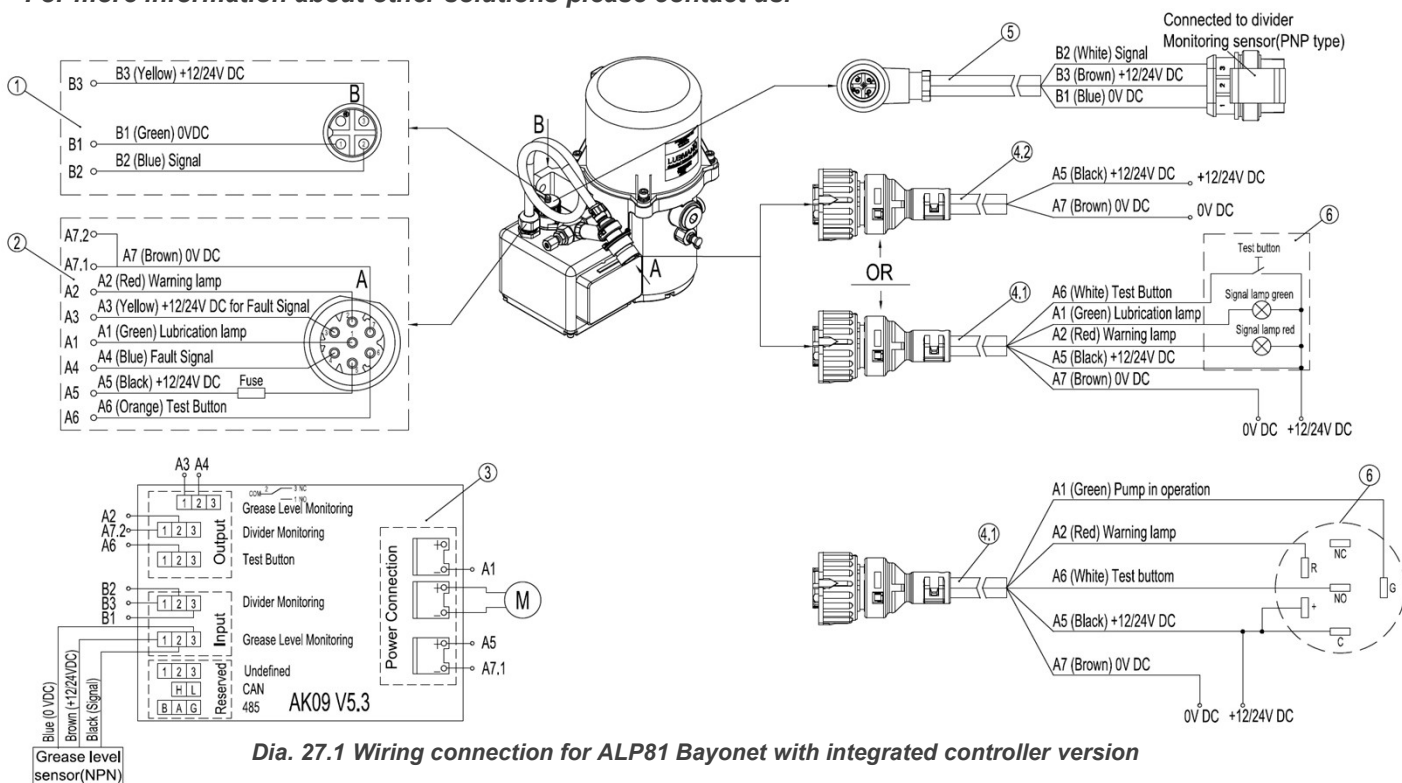 For more information about other solutions please contact us.
Connected to divider
Monitoring sensor(PNP type)
5
B2 (White) Signal
B3 (Brown) +12/24V DC
B1 (Blue) 0V DC
3
2
1
1
B3
B3 (Yellow) +12/24V DC
B
B1
B1 (Green) 0VDC
B2
B2 (Blue) Signal
B
A
4.2
A5 (Black) +12/24V DC
+12/24V DC
A7 (Brown) 0V DC
0V DC
OR
6
Test button
Signal lamp green
Signal lamp red
4.1
A6 (White) Test Button
A1 (Green) Lubrication lamp
A2 (Red) Warning lamp
A5 (Black) +12/24V DC
A7 (Brown) 0V DC
0V DC
+12/24V DC
2
A7.2
A7.1
A7 (Brown) 0V DC
A
A2
A2 (Red) Warning lamp
A3
A3 (Yellow) +12/24V DC for Fault Signal
A1
A1 (Green) Lubrication lamp
A4
A4 (Blue) Fault Signal
A5
A5 (Black) +12/24V DC
Fuse
A6
A6 (Orange) Test Button
A3 A4
3
COM 2 3 NC
1 NO
1 2 3
Grease Level Monitoring
A2
A7.2
1 2 3
Divider Monitoring
A6
1 2 3
Test Button
Output
B2
B3
B1
1 2 3
Divider Monitoring
1 2 3
Grease Level Monitoring
Input
1 2 3
Undefined
H L
CAN
B A G
485
Reserved
AK09 V5.3
Power Connection
+
-
A1
+
-
M
+
-
A5
A7.1
Blue (0 VDC)
Brown (+12/24VDC)
Black (Signal)
Grease level
sensor(NPN)
4.1
6
A1 (Green) Pump in operation
A2 (Red) Warning lamp
A6 (White) Test buttom
A5 (Black) +12/24V DC
A7 (Brown) 0V DC
NC
R
NO
G
+
C
0V DC
+12/24V DC
Dia. 27.1 Wiring connection for ALP81 Bayonet with integrated controller version